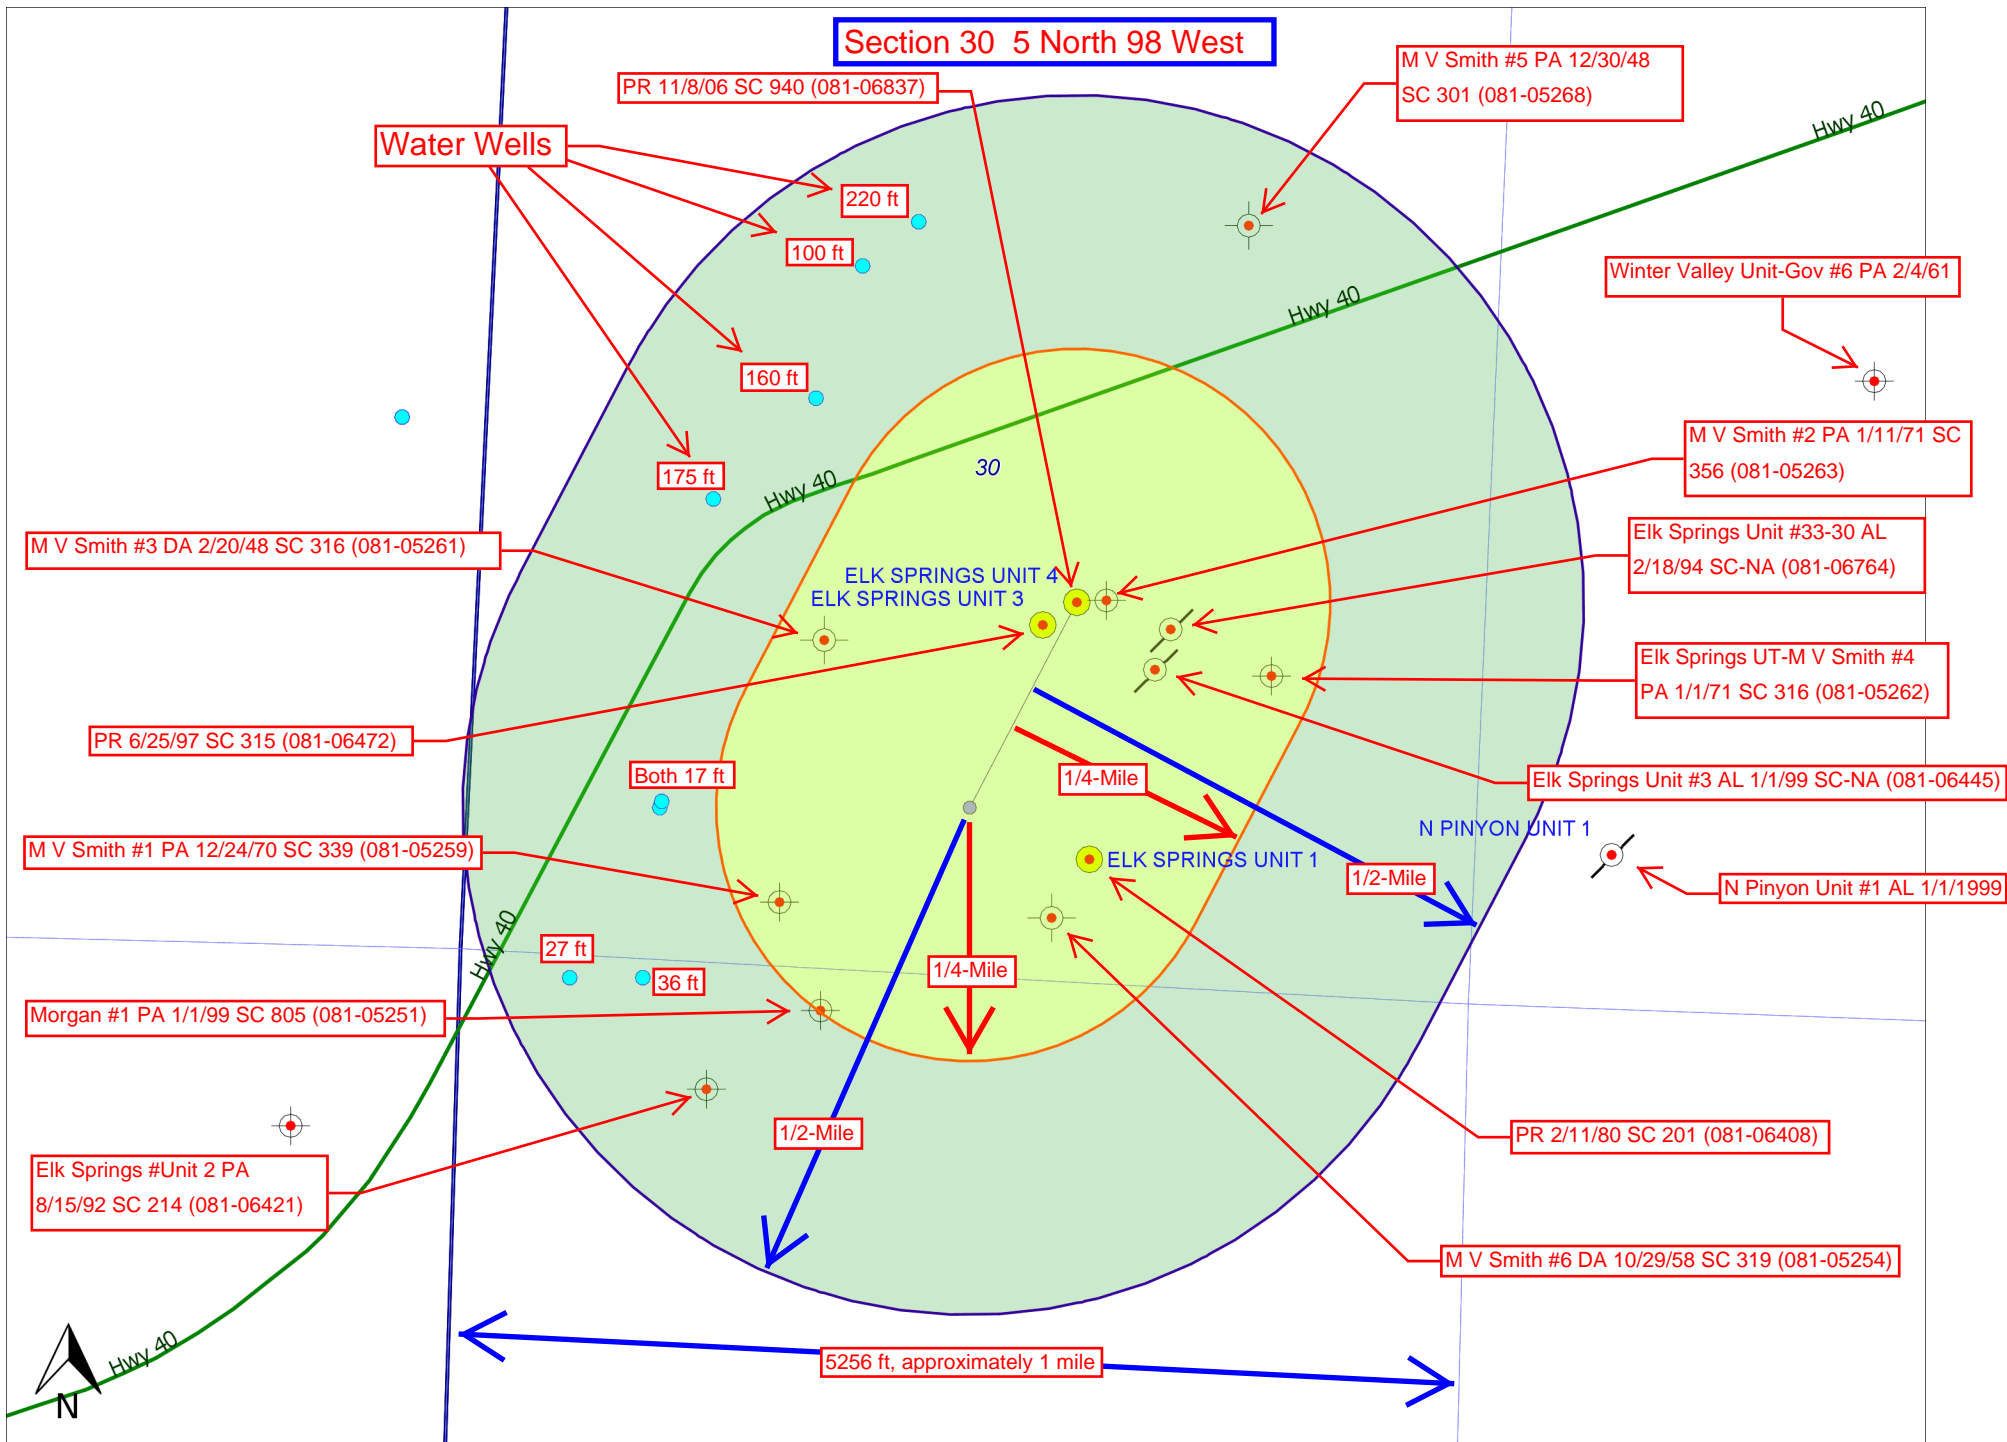 Section 30  5 North 98 West
M V Smith #5 PA 12/30/48
SC 301 (081-05268)
PR 11/8/06 SC 940 (081-06837)
Hwy 40
Water Wells
220 ft
100 ft
Winter Valley Unit-Gov #6 PA 2/4/61
Hwy 40
160 ft
M V Smith #2 PA 1/11/71 SC
356 (081-05263)
30
175 ft
Hwy 40
M V Smith #3 DA 2/20/48 SC 316 (081-05261)
Elk Springs Unit #33-30 AL
2/18/94 SC-NA (081-06764)
ELK SPRINGS UNIT 4
ELK SPRINGS UNIT 3
Elk Springs UT-M V Smith #4
PA 1/1/71 SC 316 (081-05262)
PR 6/25/97 SC 315 (081-06472)
Both 17 ft
1/4-Mile
Elk Springs Unit #3 AL 1/1/99 SC-NA (081-06445)
N PINYON UNIT 1
M V Smith #1 PA 12/24/70 SC 339 (081-05259)
ELK SPRINGS UNIT 1
1/2-Mile
N Pinyon Unit #1 AL 1/1/1999
Hwy 40
27 ft
36 ft
1/4-Mile
Morgan #1 PA 1/1/99 SC 805 (081-05251)
1/2-Mile
PR 2/11/80 SC 201 (081-06408)
Elk Springs #Unit 2 PA
8/15/92 SC 214 (081-06421)
M V Smith #6 DA 10/29/58 SC 319 (081-05254)
Hwy 40
5256 ft, approximately 1 mile
N